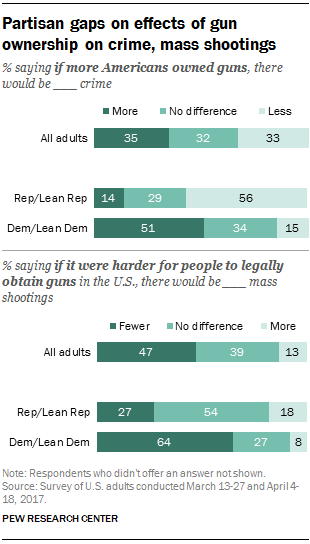 Partisan gaps on effects of gun
ownership on crime, mass shootings
% saying if more Americans owned guns, there
would be ___ crime
More No difference Less
All adults 35 32 33
Rep/Lean Rep 14 29 56
Dem/Lean Dem 51 34 15
% saying if it were harder for people to legally
obtain guns in the U.S., there would be ___ mass
shootings
Fewer No difference More
All adults 47 39 13
Rep/Lean Rep 27 54 18
Dem/Lean Dem 64 27 8
Note: Respondents who didn't offer an answer not shown.
Source: Survey of U.S. adults conducted March 13-27 and April 4-
18, 2017.
PEW RESEARCH CENTER